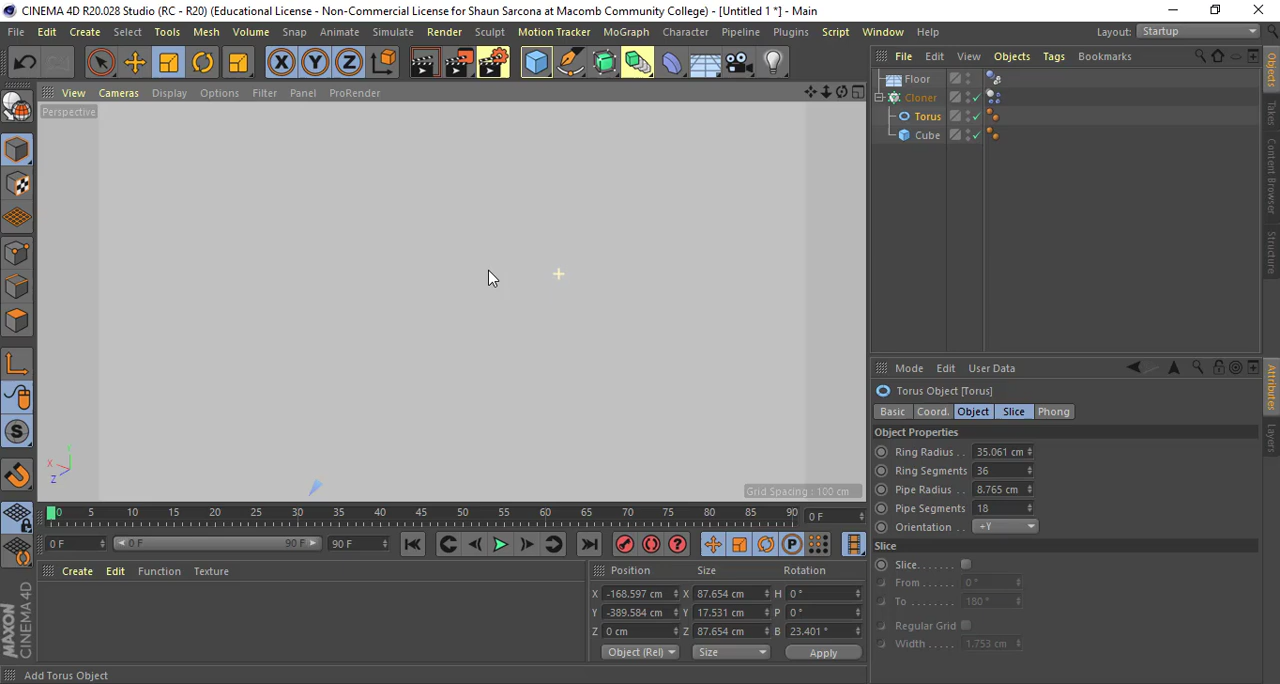 CINEMA 4D R20.028 Studio (RC - R20) (Educational License - Non-Commercial License for Shaun Sarcona at Macomb Community College) - [Untitled 1 *] - Main
File Edit Create Select Tools Mesh Volume Snap Animate Simulate Render Sculpt Motion Tracker MoGraph Character Pipeline Plugins Script Window Help Layout: Startup
X Y Z
File Edit View Objects Tags Bookmarks
View Cameras Display Options Filter Panel ProRender
Perspective
Floor
Cloner
Torus
Cube
Objects
Takes
Content Browser
Structure
Mode Edit User Data
Torus Object [Torus]
Basic Coord. Object Slice Phong
Object Properties
Ring Radius . . 35.061 cm
Ring Segments 36
Pipe Radius . . 8.765 cm
Pipe Segments 18
Orientation . . +Y
Slice
Slice. . . . . . .
From . . . . . . 0 °
To . . . . . . . . 180 °
Regular Grid
Width . . . . . 1.753 cm
Attributes
Layers
S
Y
X
Z
Grid Spacing : 100 cm
0 5 10 15 20 25 30 35 40 45 50 55 60 65 70 75 80 85 90 0 F
0 F 0 F 90 F 90 F P
Create Edit Function Texture
Position Size Rotation
X -168.597 cm X 87.654 cm H 0 °
Y -389.584 cm Y 17.531 cm P 0 °
Z 0 cm Z 87.654 cm B 23.401 °
Object (Rel) Size Apply
MAXON
CINEMA 4D
Add Torus Object